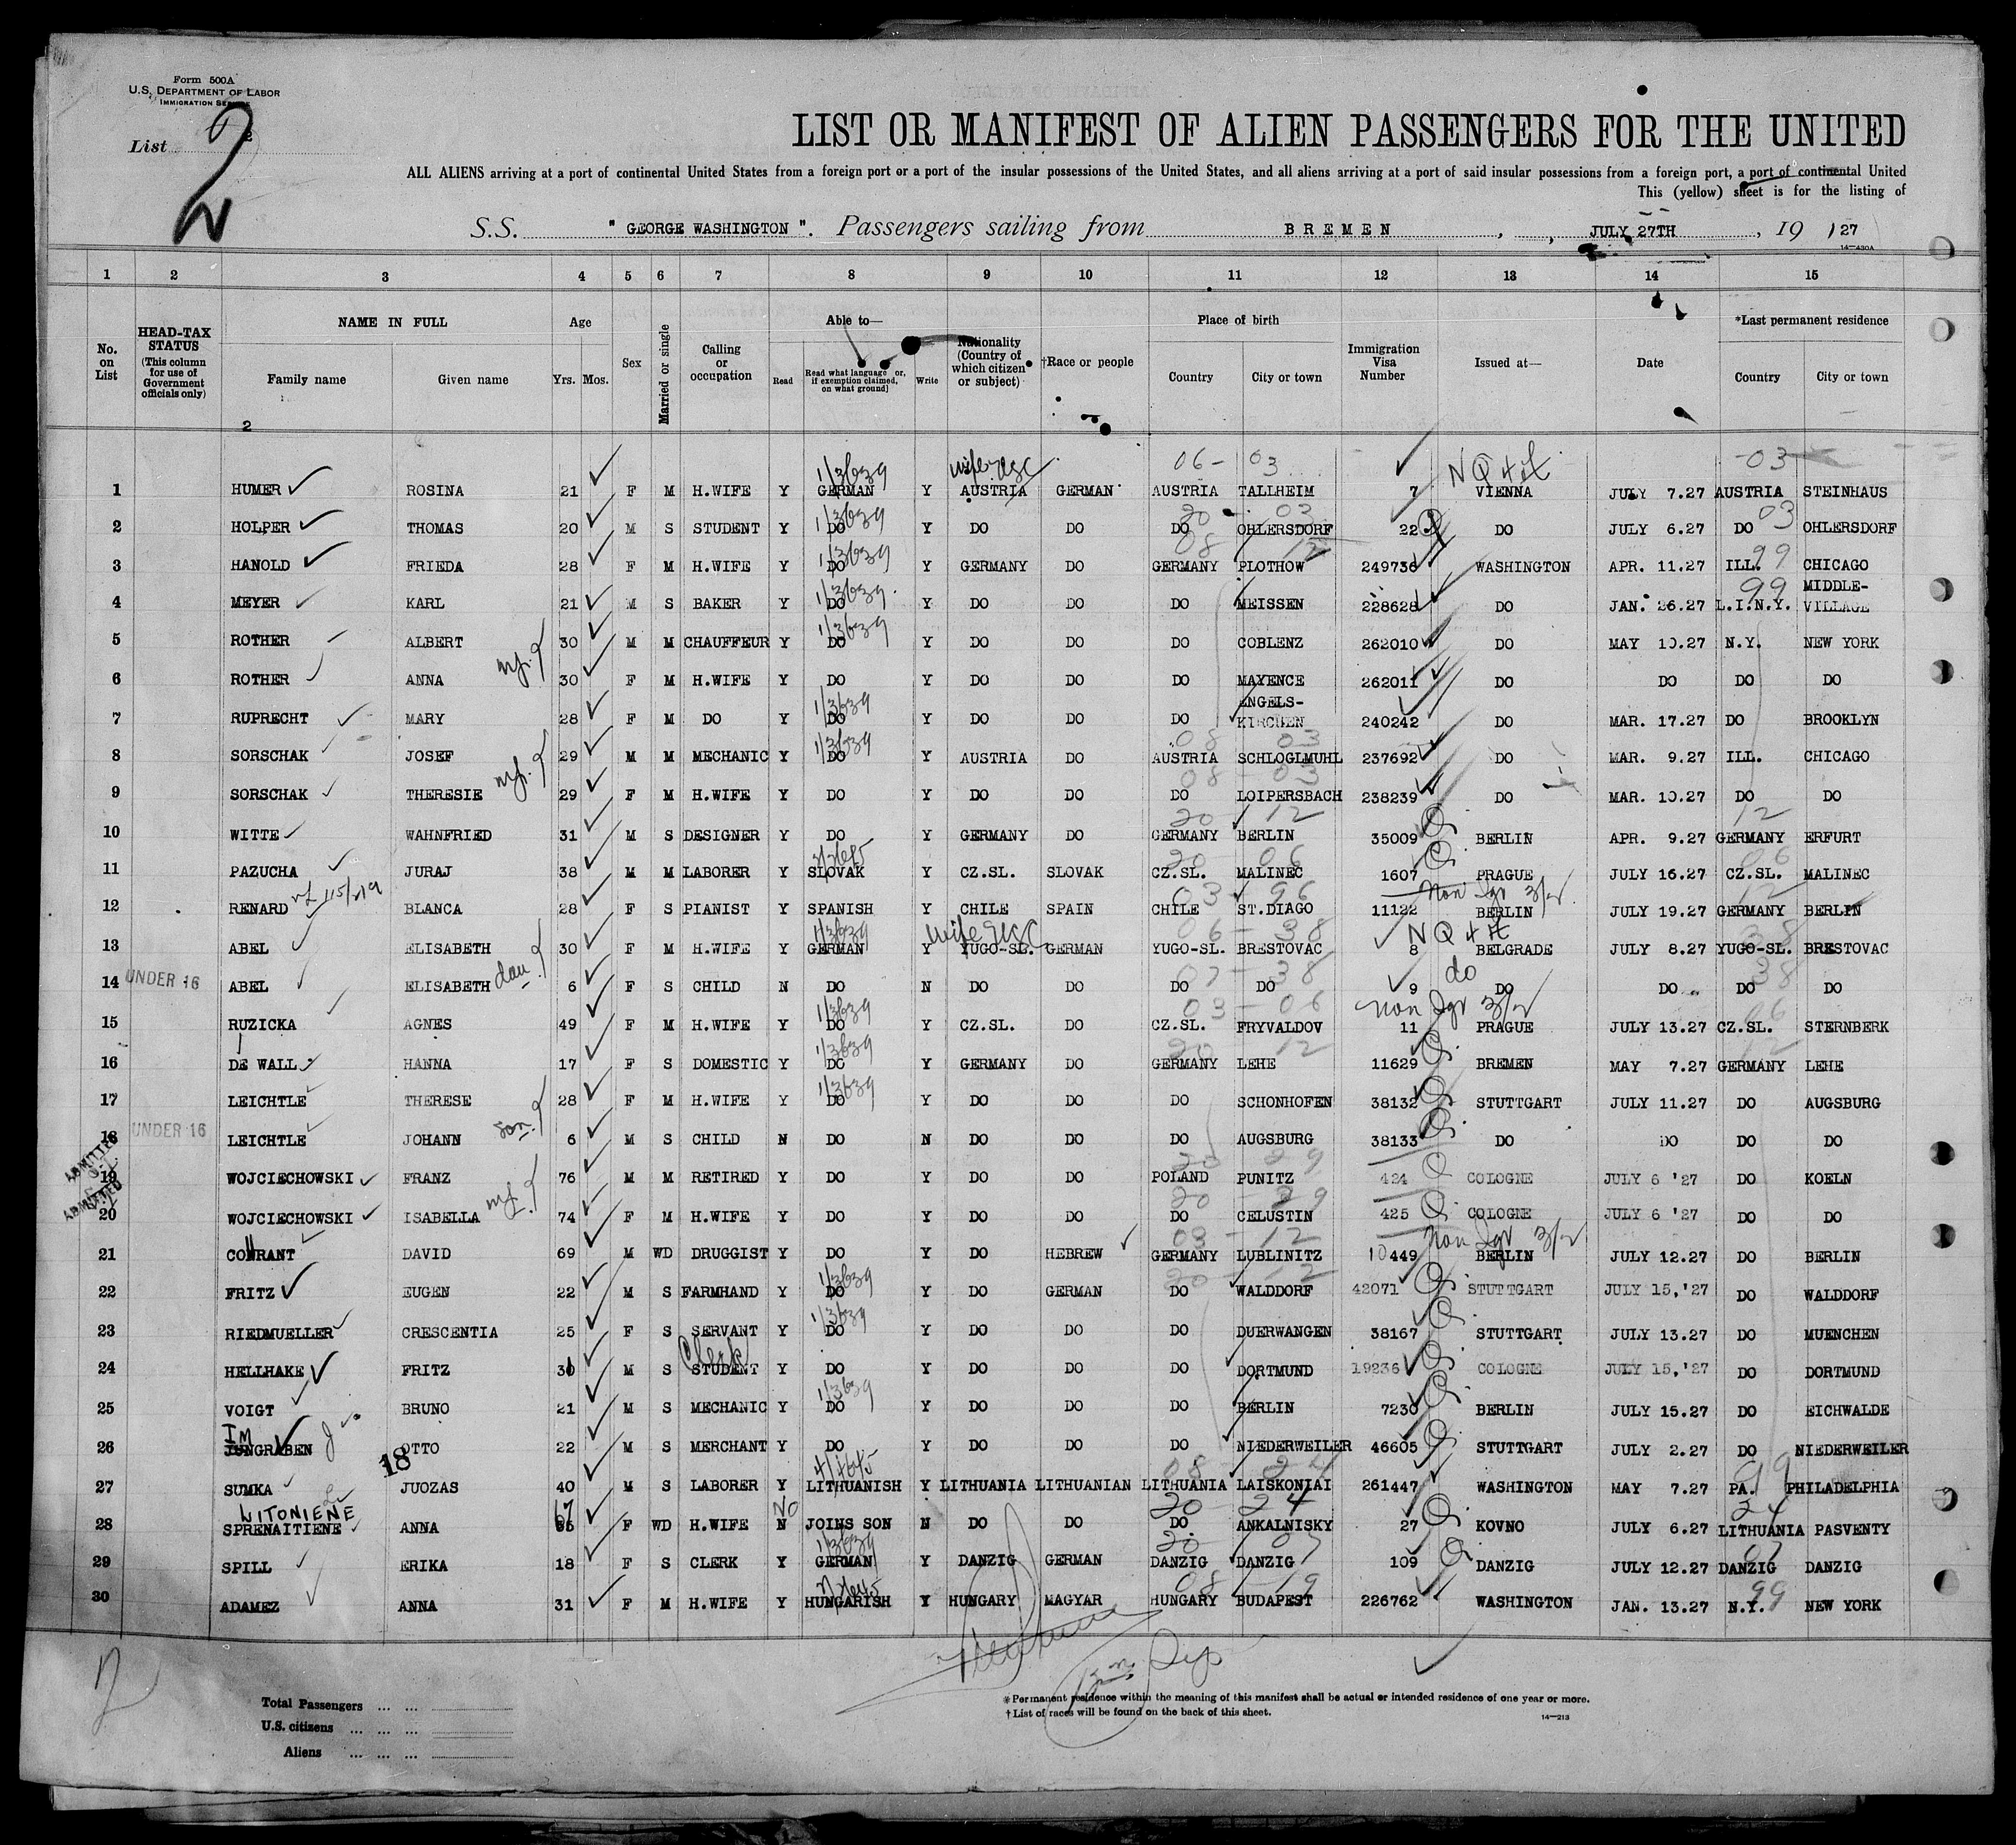 Form 500A
U.S. DEPARTMENT OF LABOR
IMMIGRATION SERVICE
List 2
2
LIST OR MANIFEST OF ALIEN PASSENGERS FOR THE UNITED
ALL ALIENS arriving at a port of continental United States from a foreign port or a port of the insular possessions of the United States, and all aliens arriving at a port of said insular possessions from a foreign port, a port of continental United
This (yellow) sheet is for the listing of
S.S. " GEORGE WASHINGTON ". Passengers sailing from BREMEN , JULY 27TH , 19 27
14—430A
1 2 3 4 5 6 7 8 9 10 11 12 13 14 15
No. on List
HEAD-TAX STATUS (This column for use of Government officials only)
NAME IN FULL
Family name Given name
Age
Yrs. Mos.
Sex
Married or single
Calling or occupation
Able to—
Read
Read what language [or, if exemption claimed, on what ground]
Write
Nationality (Country of which citizen or subject)
†Race or people
Place of birth
Country City or town
Immigration Visa Number
Issued at—
Date
*Last permanent residence
Country City or town
2
1 HUMER ROSINA 21 F M H.WIFE Y GERMAN Y AUSTRIA GERMAN AUSTRIA TALLHEIM 7 VIENNA JULY 7.27 AUSTRIA STEINHAUS
2 HOLPER THOMAS 20 M S STUDENT Y DO Y DO DO DO OHLERSDORF 22 DO JULY 6.27 DO OHLERSDORF
3 HANOLD FRIEDA 28 F M H.WIFE Y DO Y GERMANY DO GERMANY PLOTHOW 249736 WASHINGTON APR. 11.27 ILL. CHICAGO
4 MEYER KARL 21 M S BAKER Y DO Y DO DO DO MEISSEN 228628 DO JAN. 26.27 L.I.N.Y. MIDDLE-VILLAGE
5 ROTHER ALBERT 30 M M CHAUFFEUR Y DO Y DO DO DO COBLENZ 262010 DO MAY 10.27 N.Y. NEW YORK
6 ROTHER ANNA 30 F M H.WIFE Y DO Y DO DO DO MAYENCE 262011 DO DO DO DO
7 RUPRECHT MARY 28 F M DO Y DO Y DO DO DO ENGELS-KIRCHEN 240242 DO MAR. 17.27 DO BROOKLYN
8 SORSCHAK JOSEF 29 M M MECHANIC Y DO Y AUSTRIA DO AUSTRIA SCHLOGLMUHL 237692 DO MAR. 9.27 ILL. CHICAGO
9 SORSCHAK THERESIE 29 F M H.WIFE Y DO Y DO DO DO LOIPERSBACH 238239 DO MAR. 10.27 DO DO
10 WITTE WAHNFRIED 31 M S DESIGNER Y DO Y GERMANY DO GERMANY BERLIN 35009 BERLIN APR. 9.27 GERMANY ERFURT
11 PAZUCHA JURAJ 38 M M LABORER Y SLOVAK Y CZ.SL. SLOVAK CZ.SL. MALINEC 1607 PRAGUE JULY 16.27 CZ.SL. MALINEC
12 RENARD BLANCA 28 F S PIANIST Y SPANISH Y CHILE SPAIN CHILE ST.DIAGO 11122 BERLIN JULY 19.27 GERMANY BERLIN
13 ABEL ELISABETH 30 F M H.WIFE Y GERMAN Y YUGO-SL. GERMAN YUGO-SL. BRESTOVAC 8 BELGRADE JULY 8.27 YUGO-SL. BRESTOVAC
14 UNDER 16 ABEL ELISABETH dau. 6 F S CHILD N DO N DO DO DO DO 9 DO DO DO DO
15 RUZICKA AGNES 49 F M H.WIFE Y DO Y CZ.SL. DO CZ.SL. FRYVALDOV 11 PRAGUE JULY 13.27 CZ.SL. STERNBERK
16 DE WALL HANNA 17 F S DOMESTIC Y DO Y GERMANY DO GERMANY LEHE 11629 BREMEN MAY 7.27 GERMANY LEHE
17 LEICHTLE THERESE 28 F M H.WIFE Y DO Y DO DO DO SCHONHOFEN 38132 STUTTGART JULY 11.27 DO AUGSBURG
18 UNDER 16 LEICHTLE JOHANN son 6 M S CHILD N DO N DO DO DO AUGSBURG 38133 DO DO DO DO
ADMITTED
19 WOJCIECHOWSKI FRANZ 76 M M RETIRED Y DO Y DO DO POLAND PUNITZ 424 COLOGNE JULY 6 '27 DO KOELN
ADMITTED
20 WOJCIECHOWSKI ISABELLA 74 F M H.WIFE Y DO Y DO DO DO CELUSTIN 425 COLOGNE JULY 6 '27 DO DO
21 COHRANT DAVID 69 M WD DRUGGIST Y DO Y DO HEBREW GERMANY LUBLINITZ 10449 BERLIN JULY 12.27 DO BERLIN
22 FRITZ EUGEN 22 M S FARMHAND Y DO Y DO GERMAN DO WALDDORF 42071 STUTTGART JULY 15,'27 DO WALDDORF
23 RIEDMUELLER CRESCENTIA 25 F S SERVANT Y DO Y DO DO DO DUERWANGEN 38167 STUTTGART JULY 13.27 DO MUENCHEN
Clerk
24 HELLHAKE FRITZ 30 M S STUDENT Y DO Y DO DO DO DORTMUND 19236 COLOGNE JULY 15,'27 DO DORTMUND
25 VOIGT BRUNO 21 M S MECHANIC Y DO Y DO DO DO BERLIN 7230 BERLIN JULY 15.27 DO EICHWALDE
IM
26 JUNGRABEN OTTO 22 M S MERCHANT Y DO Y DO DO DO NIEDERWEILER 46605 STUTTGART JULY 2.27 DO NIEDERWEILER
18
27 SUMKA JUOZAS 40 M S LABORER Y LITHUANISH Y LITHUANIA LITHUANIAN LITHUANIA LAISKONIAI 261447 WASHINGTON MAY 7.27 PA. PHILADELPHIA
LITONIENE 67 NO
28 SPRENAITIENE ANNA F WD H.WIFE N JOINS SON N DO DO DO ANKALNISKY 27 KOVNO JULY 6.27 LITHUANIA PASVENTY
29 SPILL ERIKA 18 F S CLERK Y GERMAN Y DANZIG GERMAN DANZIG DANZIG 109 DANZIG JULY 12.27 DANZIG DANZIG
30 ADAMEZ ANNA 31 F M H.WIFE Y HUNGARISH Y HUNGARY MAGYAR HUNGARY BUDAPEST 226762 WASHINGTON JAN. 13.27 N.Y. NEW YORK
2
Total Passengers
U.S. citizens
Aliens
*Permanent residence within the meaning of this manifest shall be actual or intended residence of one year or more.
†List of races will be found on the back of this sheet.
14—213